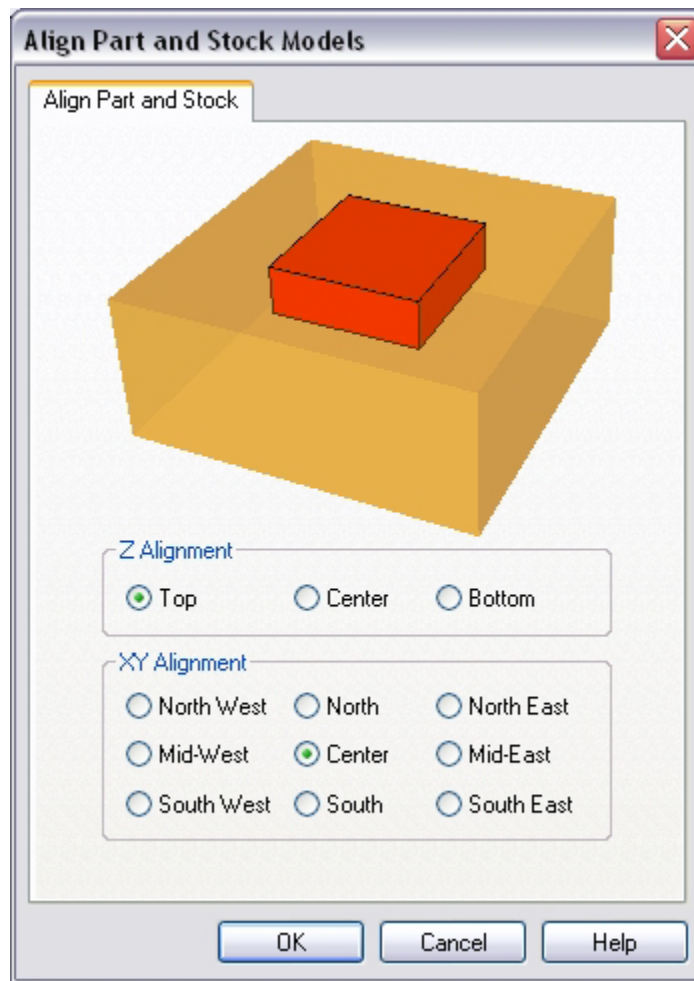 Align Part and Stock Models
Align Part and Stock
Z Alignment
Top Center Bottom
XY Alignment
North West North North East
Mid-West Center Mid-East
South West South South East
OK Cancel Help